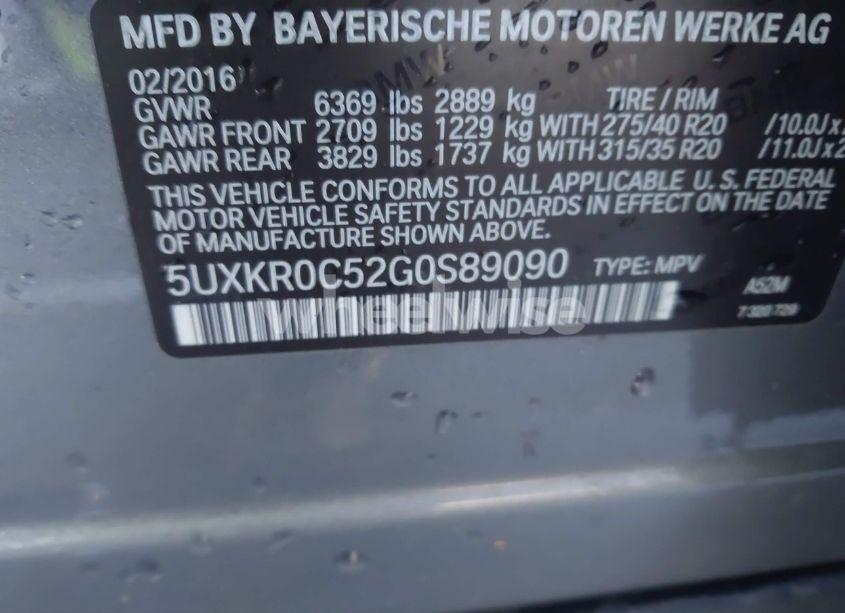 MFD BY BAYERISCHE MOTOREN WERKE AG
02/2016
GVWR 6369 lbs 2889 kg TIRE / RIM
GAWR FRONT 2709 lbs 1229 kg WITH 275/40 R20 /10.0J x
GAWR REAR 3829 lbs 1737 kg WITH 315/35 R20 /11.0J x 2
THIS VEHICLE CONFORMS TO ALL APPLICABLE U. S. FEDERAL
MOTOR VEHICLE SAFETY STANDARDS IN EFFECT ON THE DATE
OF MANUFACTURE SHOWN ABOVE.
5UXKR0C52G0S89090 TYPE: MPV A52M
7 320 729
wheelwise